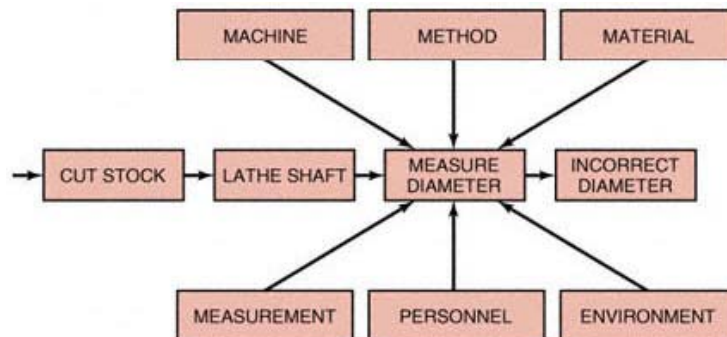 MACHINE
METHOD
MATERIAL
CUT STOCK
LATHE SHAFT
MEASURE
DIAMETER
INCORRECT
DIAMETER
MEASUREMENT
PERSONNEL
ENVIRONMENT